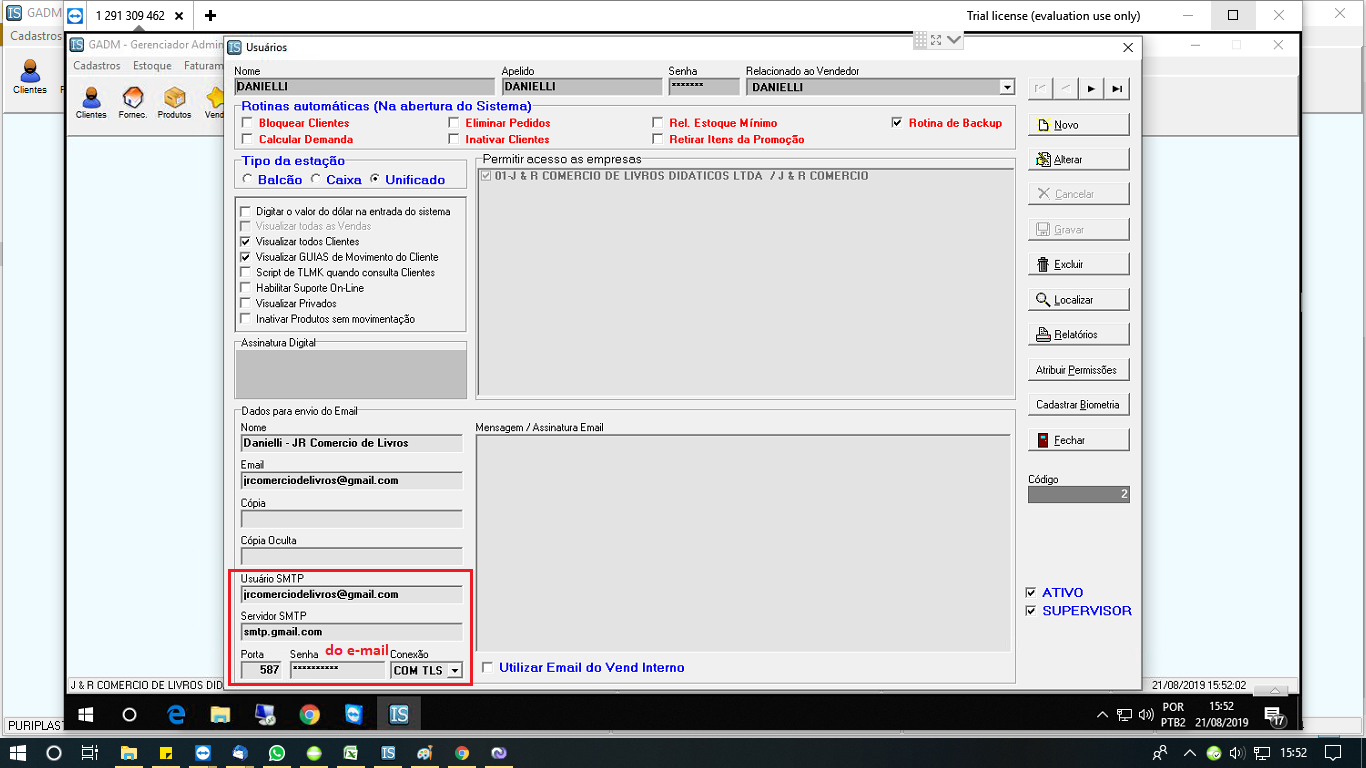 GADM
1 291 309 462
Trial license (evaluation use only)
Cadastros
GADM - Gerenciador Admin
Usuários
Cadastros Estoque Faturam
Clientes
Clientes Fornec. Produtos Vend
Nome Apelido Senha Relacionado ao Vendedor
DANIELLI DANIELLI ******* DANIELLI
Rotinas automáticas (Na abertura do Sistema)
Bloquear Clientes Eliminar Pedidos Rel. Estoque Mínimo Rotina de Backup
Calcular Demanda Inativar Clientes Retirar Itens da Promoção
Tipo da estação
Balcão Caixa Unificado
Permitir acesso as empresas
01-J & R COMERCIO DE LIVROS DIDATICOS LTDA / J & R COMERCIO
Digitar o valor do dólar na entrada do sistema
Visualizar todas as Vendas
Visualizar todos Clientes
Visualizar GUIAS de Movimento do Cliente
Script de TLMK quando consulta Clientes
Habilitar Suporte On-Line
Visualizar Privados
Inativar Produtos sem movimentação
Assinatura Digital
Dados para envio do Email
Nome
Danielli - JR Comercio de Livros
Email
jrcomerciodelivros@gmail.com
Cópia
Cópia Oculta
Usuário SMTP
jrcomerciodelivros@gmail.com
Servidor SMTP
smtp.gmail.com
Porta Senha do e-mail Conexão
587 ********** COM TLS
Mensagem / Assinatura Email
Utilizar Email do Vend Interno
Novo
Alterar
Cancelar
Gravar
Excluir
Localizar
Relatórios
Atribuir Permissões
Cadastrar Biometria
Fechar
Código
2
ATIVO
SUPERVISOR
J & R COMERCIO DE LIVROS DID
21/08/2019 15:52:02
POR
PTB2
15:52
21/08/2019
17
PURIPLAST
15:52